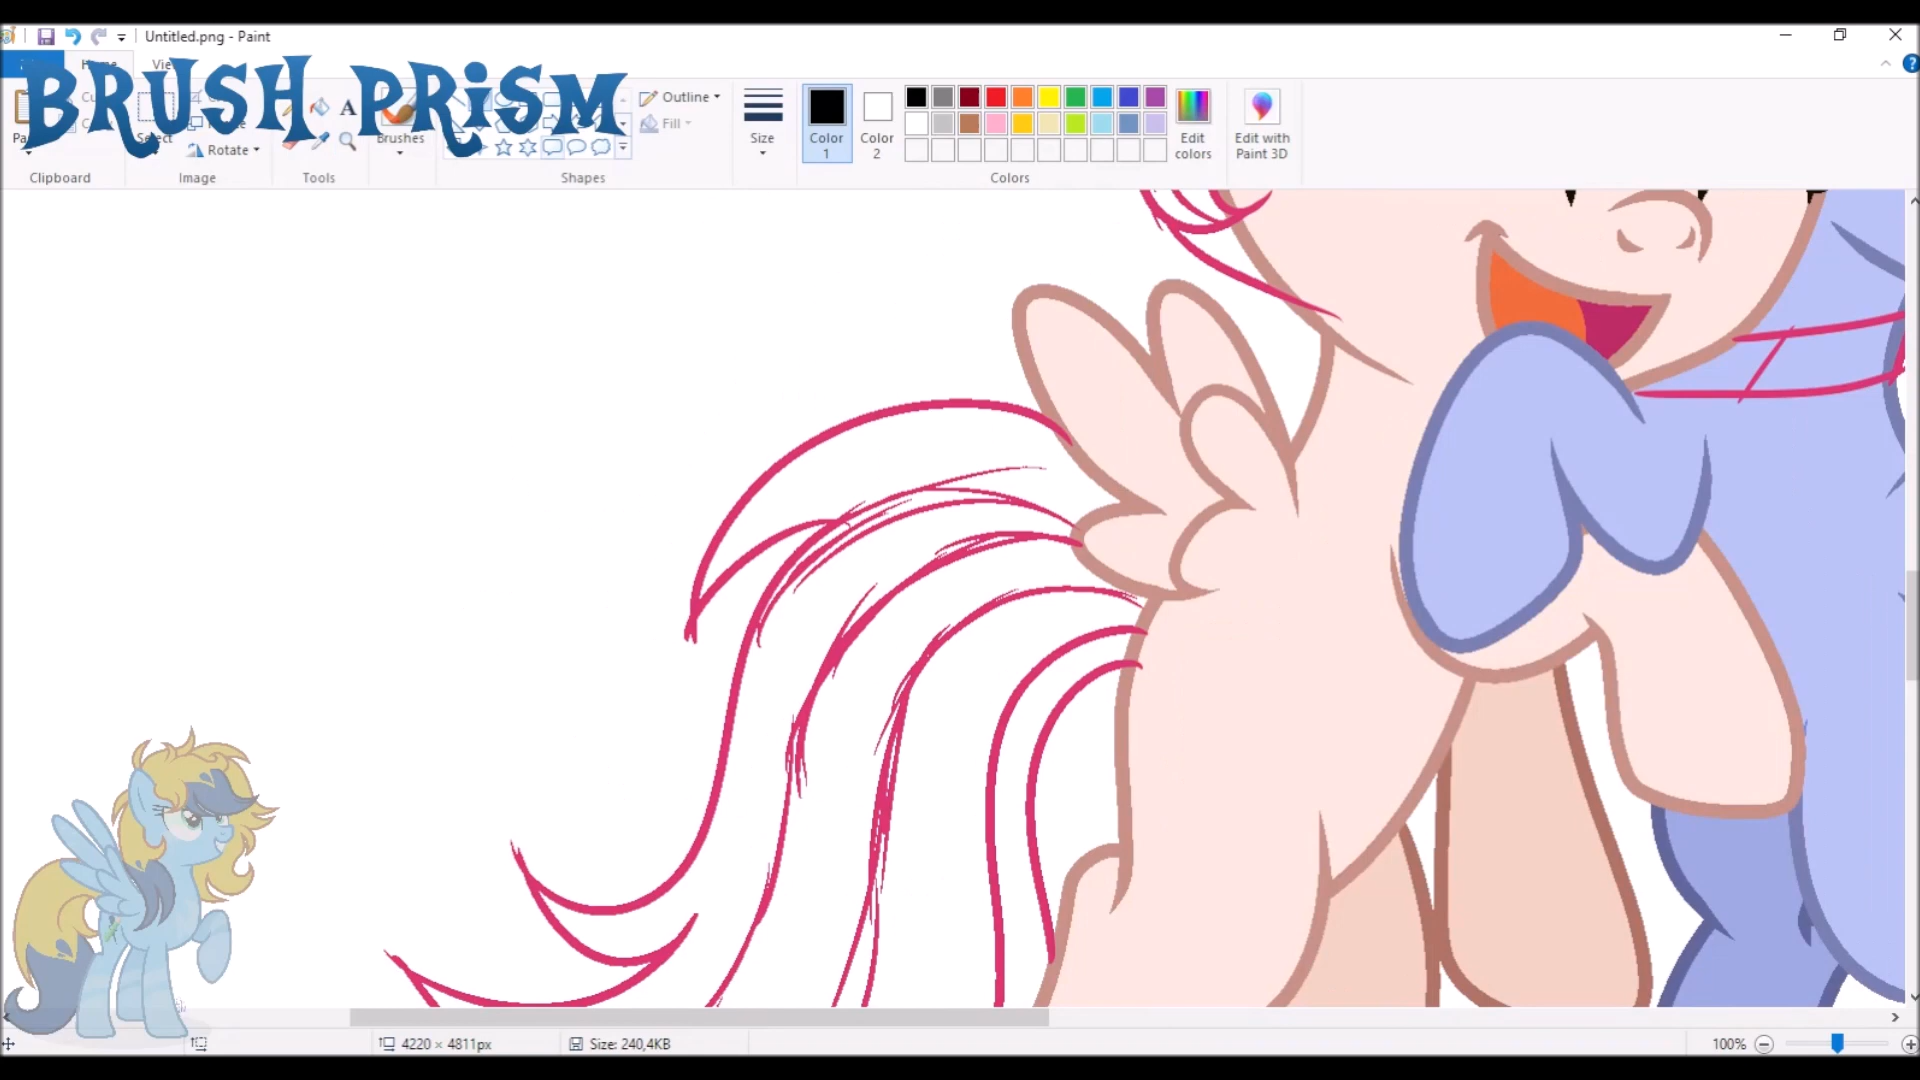 Untitled.png - Paint
BRUSH PRISM
Outline
Fill
Select
Rotate
Brushes
Size
Color
1
Color
2
Edit
colors
Edit with
Paint 3D
Clipboard
Image
Tools
Shapes
Colors
4220 × 4811px
Size: 240,4KB
100%